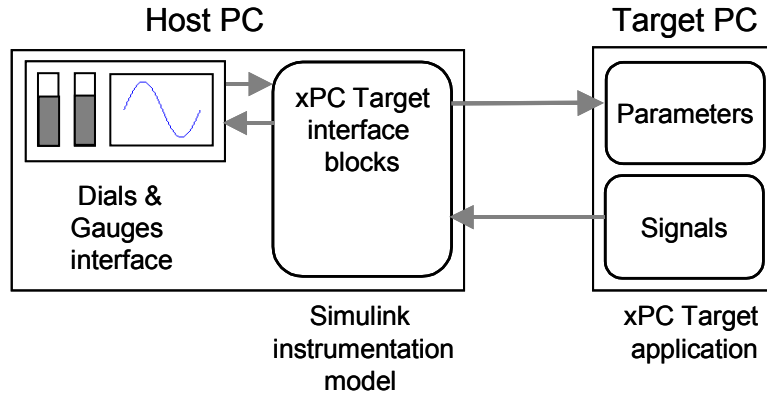 Host PC
Target PC
xPC Target
interface
blocks
Parameters
Dials &
Gauges
interface
Signals
Simulink
instrumentation
model
xPC Target
application